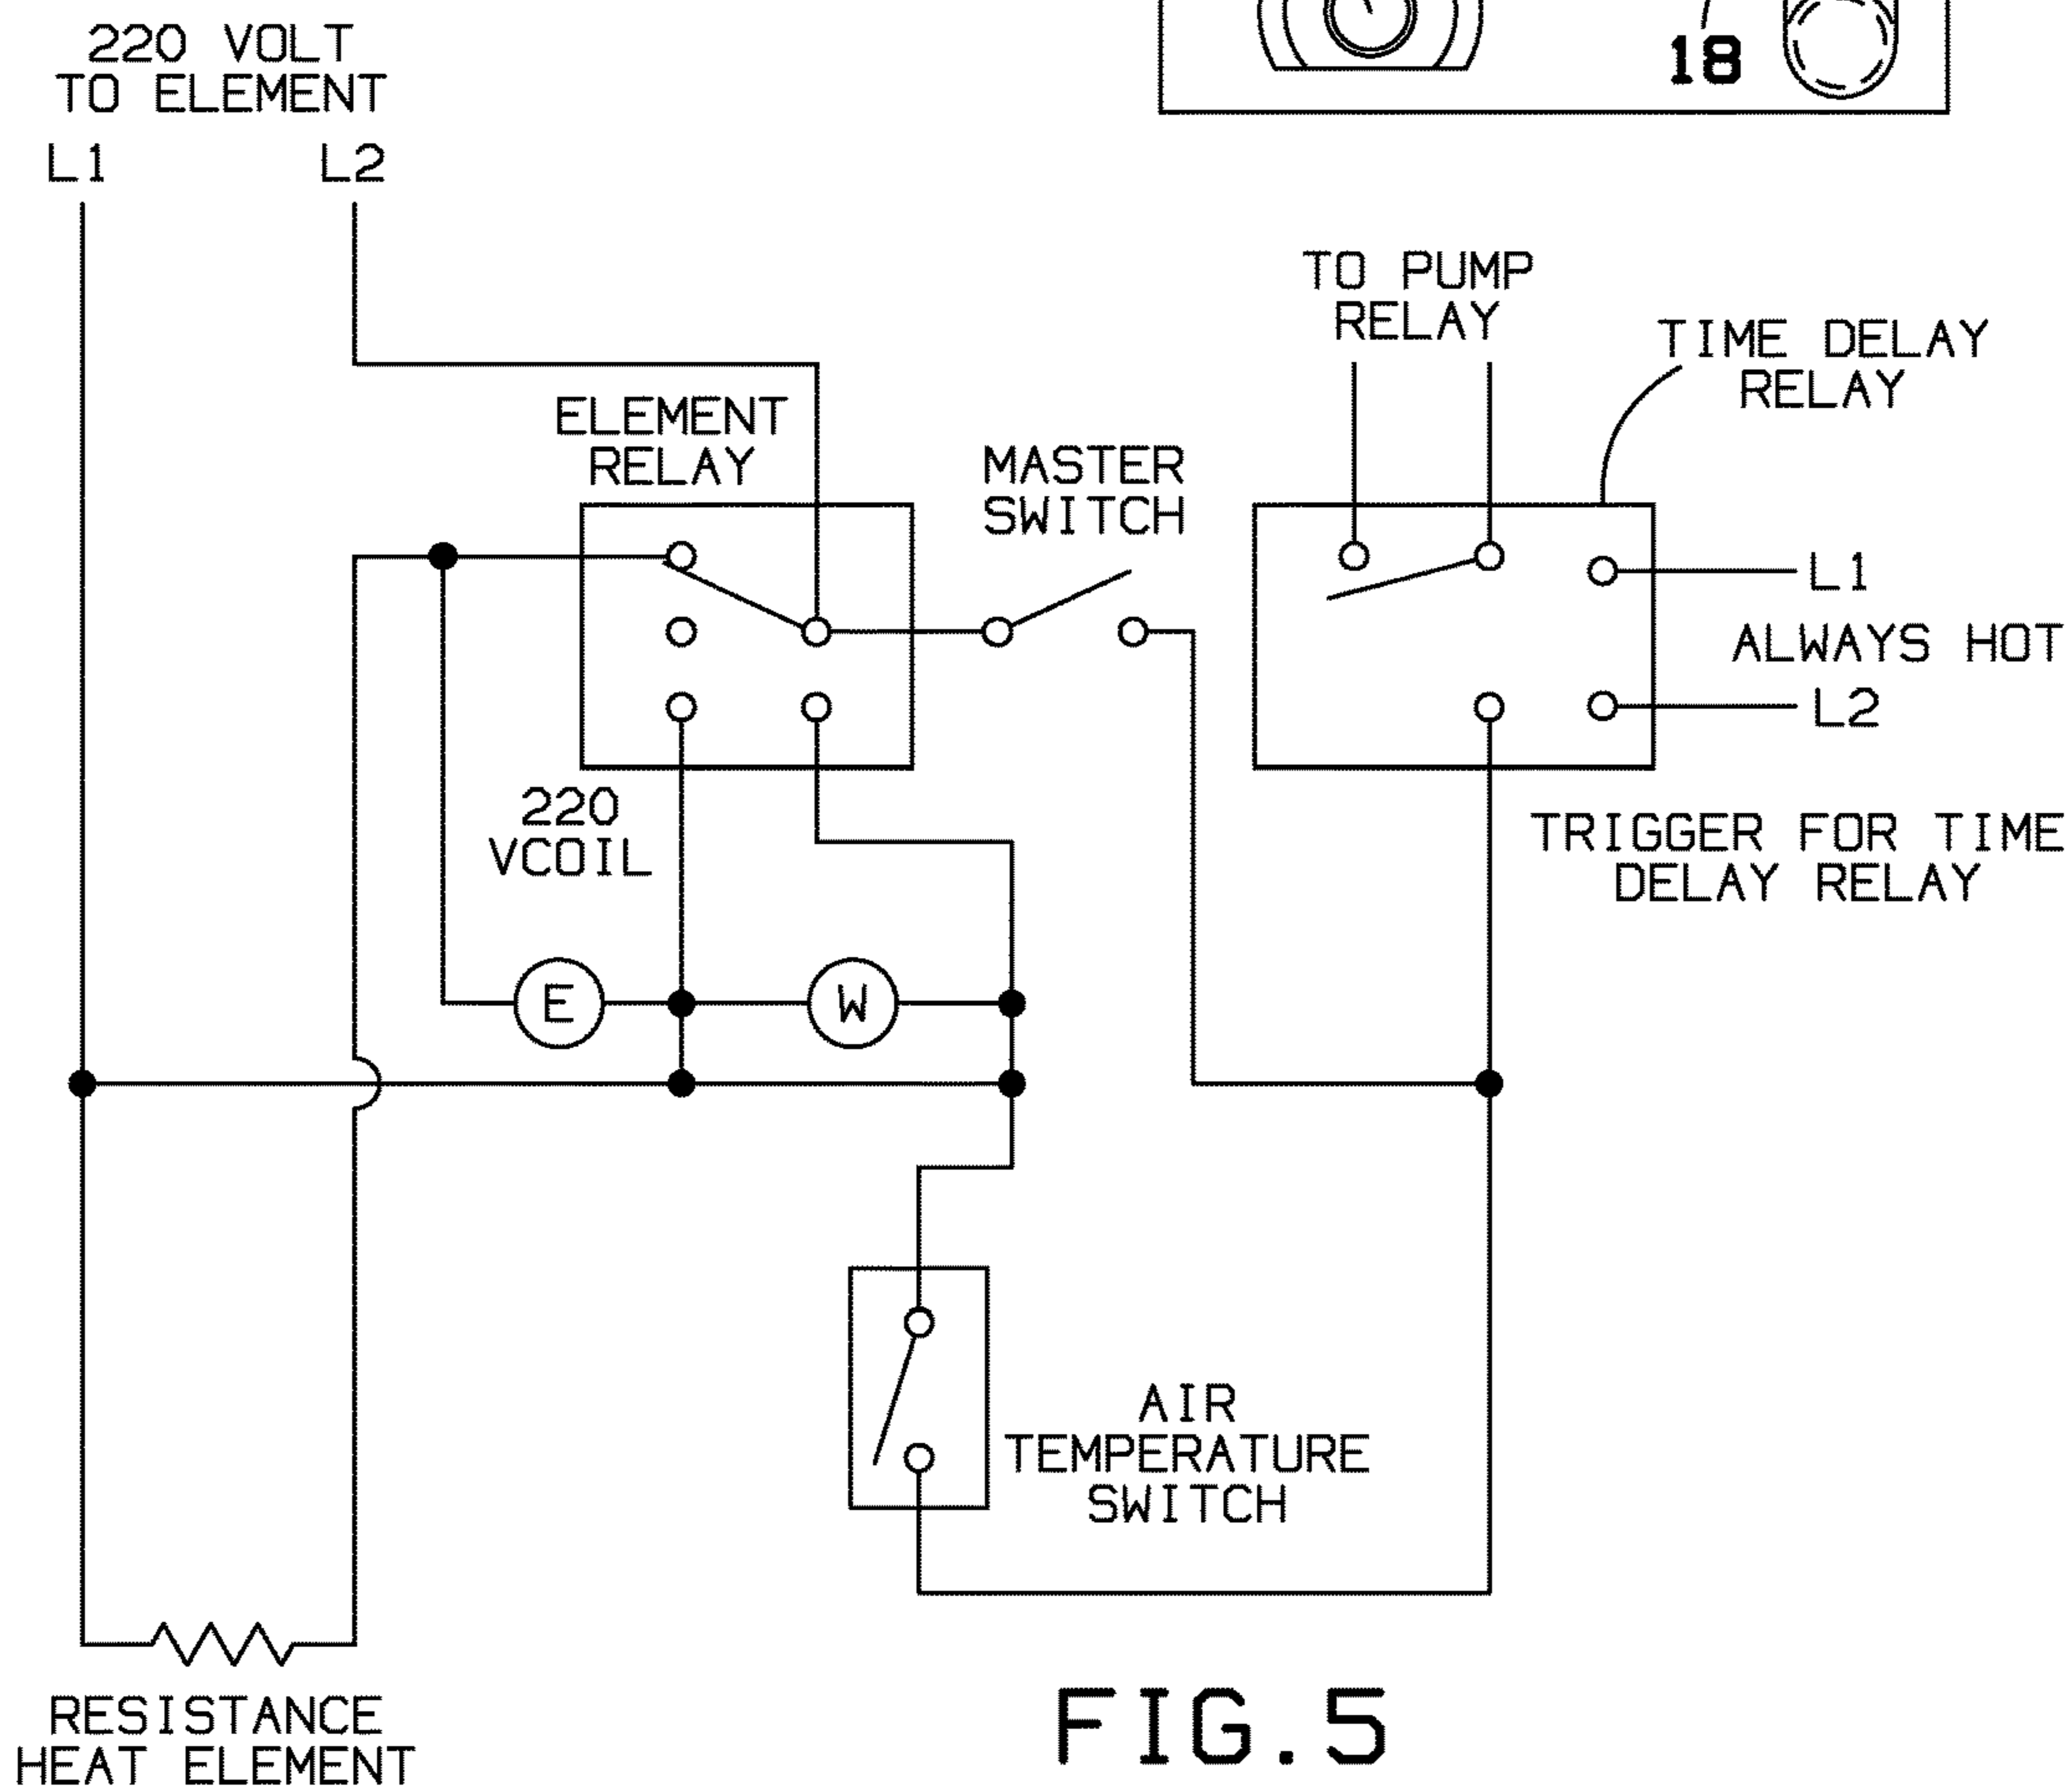 220 VOLT
TO ELEMENT
L1
L2
18
TO PUMP
RELAY
TIME DELAY
RELAY
ELEMENT
RELAY
MASTER
SWITCH
L1
ALWAYS HOT
L2
220
VCOIL
TRIGGER FOR TIME
DELAY RELAY
E
W
AIR
TEMPERATURE
SWITCH
RESISTANCE
HEAT ELEMENT
FIG.5